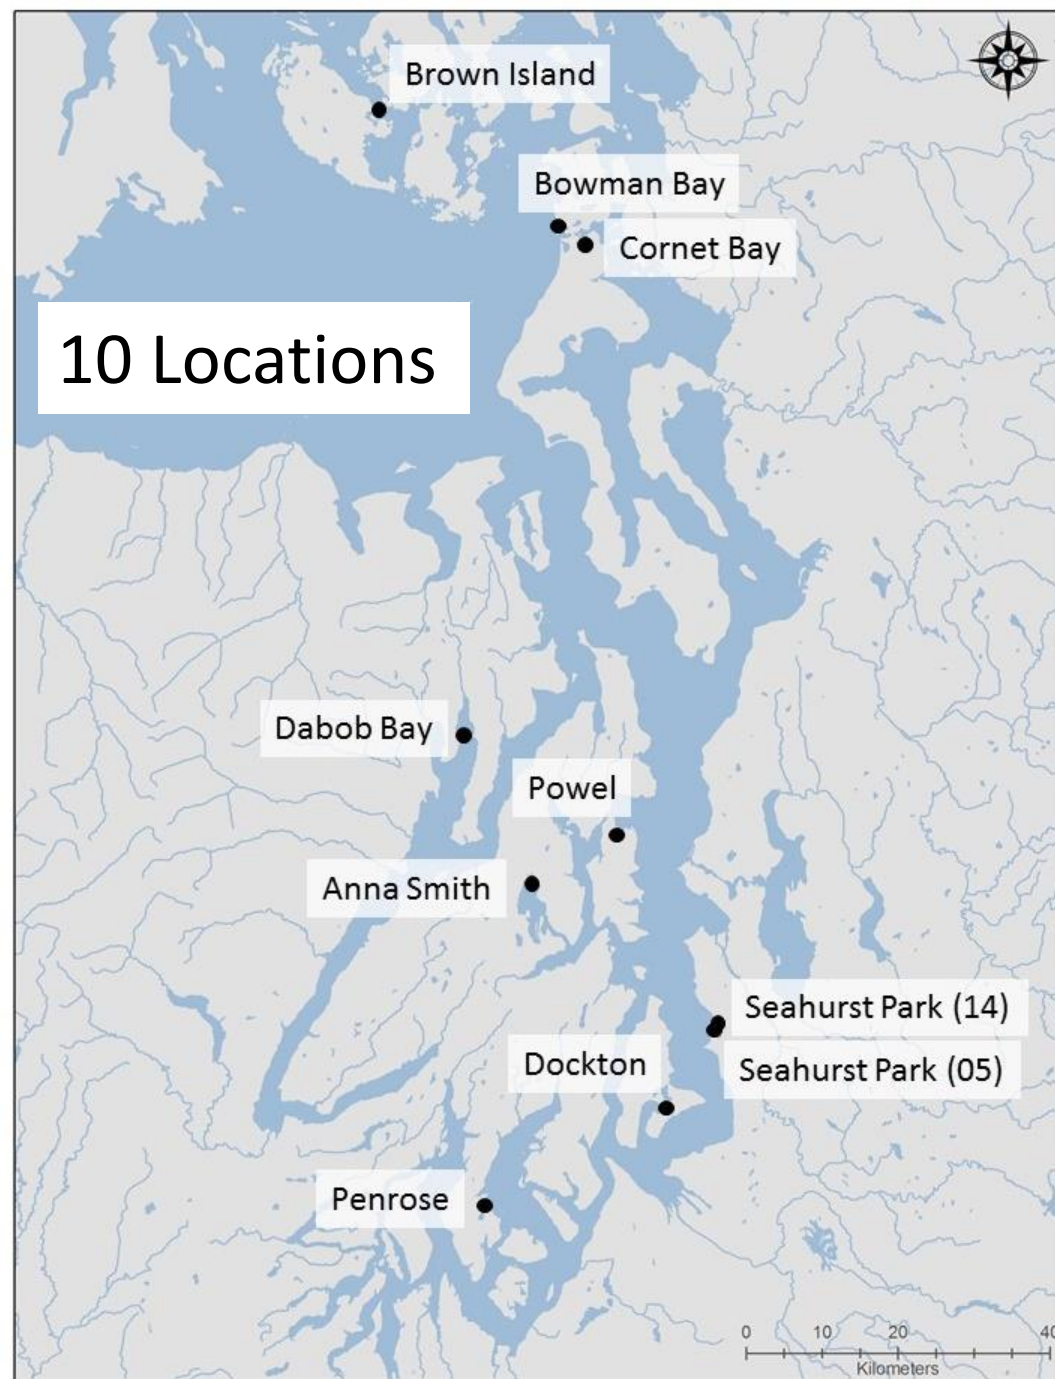 Brown Island
Bowman Bay
Cornet Bay
10 Locations
Dabob Bay
Powel
Anna Smith
Seahurst Park (14)
Dockton
Seahurst Park (05)
Penrose
0 10 20 40
Kilometers